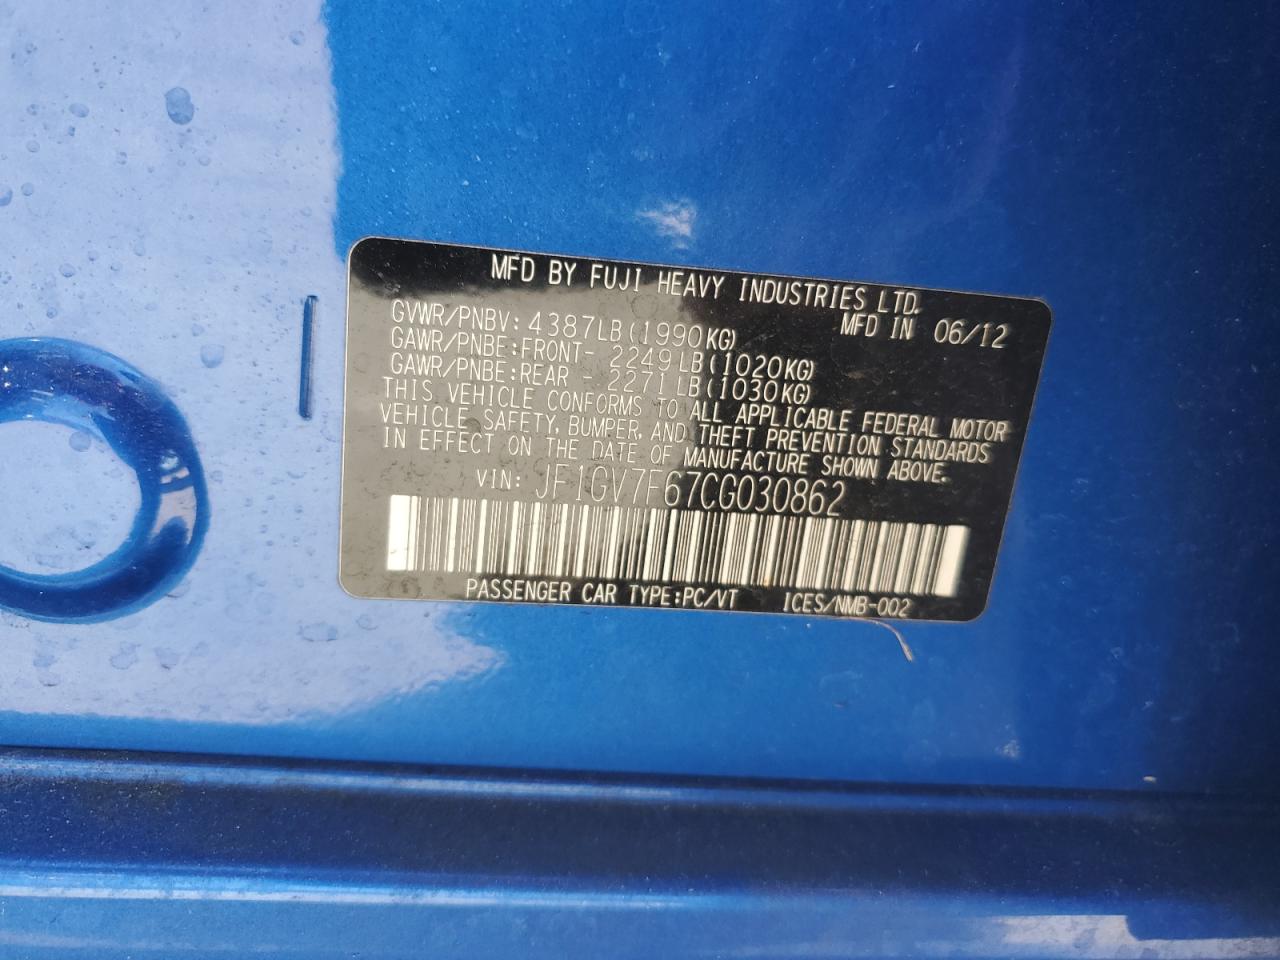 MFD BY FUJI HEAVY INDUSTRIES LTD.
GVWR/PNBV: 4387LB(1990KG) MFD IN 06/12
GAWR/PNBE:FRONT- 2249LB(1020KG)
GAWR/PNBE:REAR 2271LB(1030KG)
THIS VEHICLE CONFORMS TO ALL APPLICABLE FEDERAL MOTOR
VEHICLE SAFETY, BUMPER, AND THEFT PREVENTION STANDARDS
IN EFFECT ON THE DATE OF MANUFACTURE SHOWN ABOVE.
VIN: JF1GV7F67CG030862
PASSENGER CAR TYPE:PC/VT ICES/NMB-002